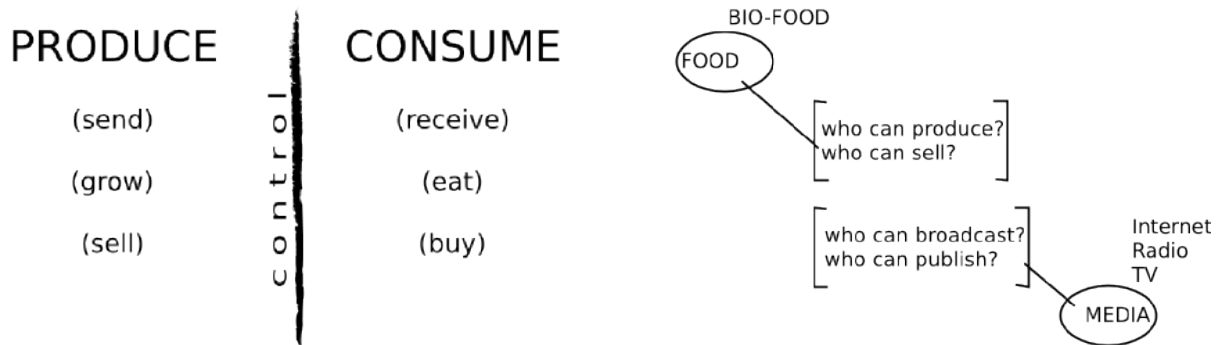 PRODUCE
(send)
(grow)
(sell)
control
CONSUME
(receive)
(eat)
(buy)
BIO-FOOD
FOOD
who can produce?
who can sell?
who can broadcast?
who can publish?
Internet
Radio
TV
MEDIA